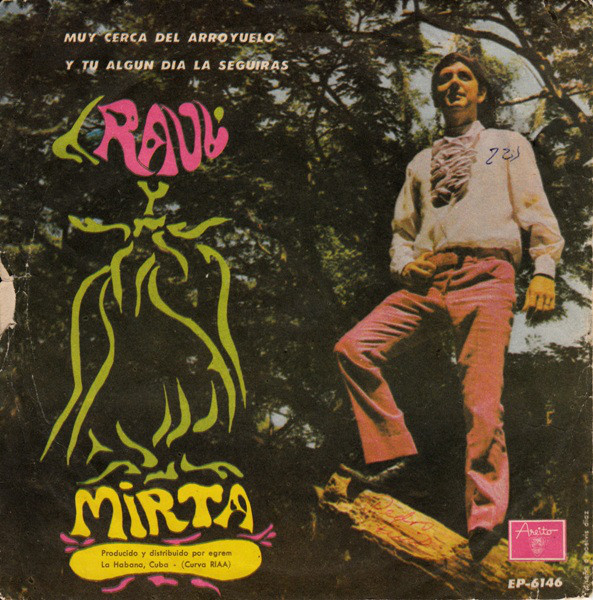 MUY CERCA DEL ARROYUELO
Y TU ALGUN DIA LA SEGUIRAS
RAUL
Y
MIRTA
Producido y distribuido por egrem
La Habana, Cuba - (Curva RIAA)
Areito
EP-6146